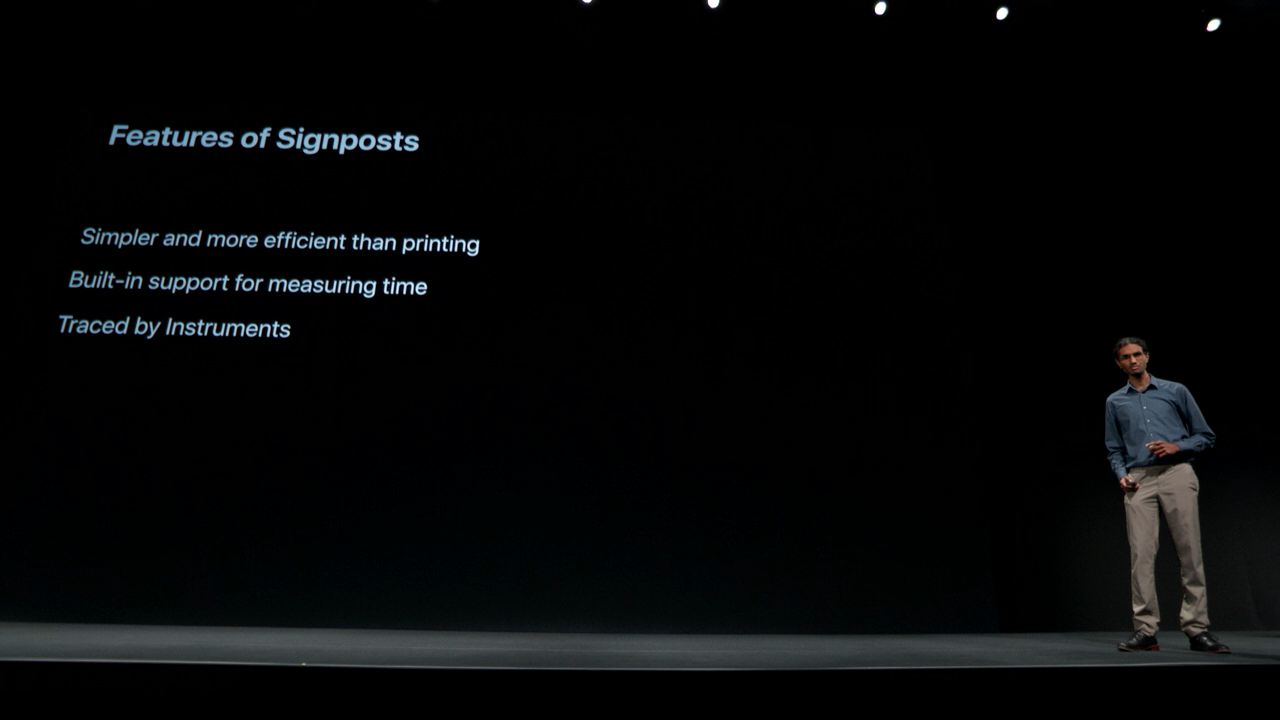 Features of Signposts
Simpler and more efficient than printing
Built-in support for measuring time
Traced by Instruments